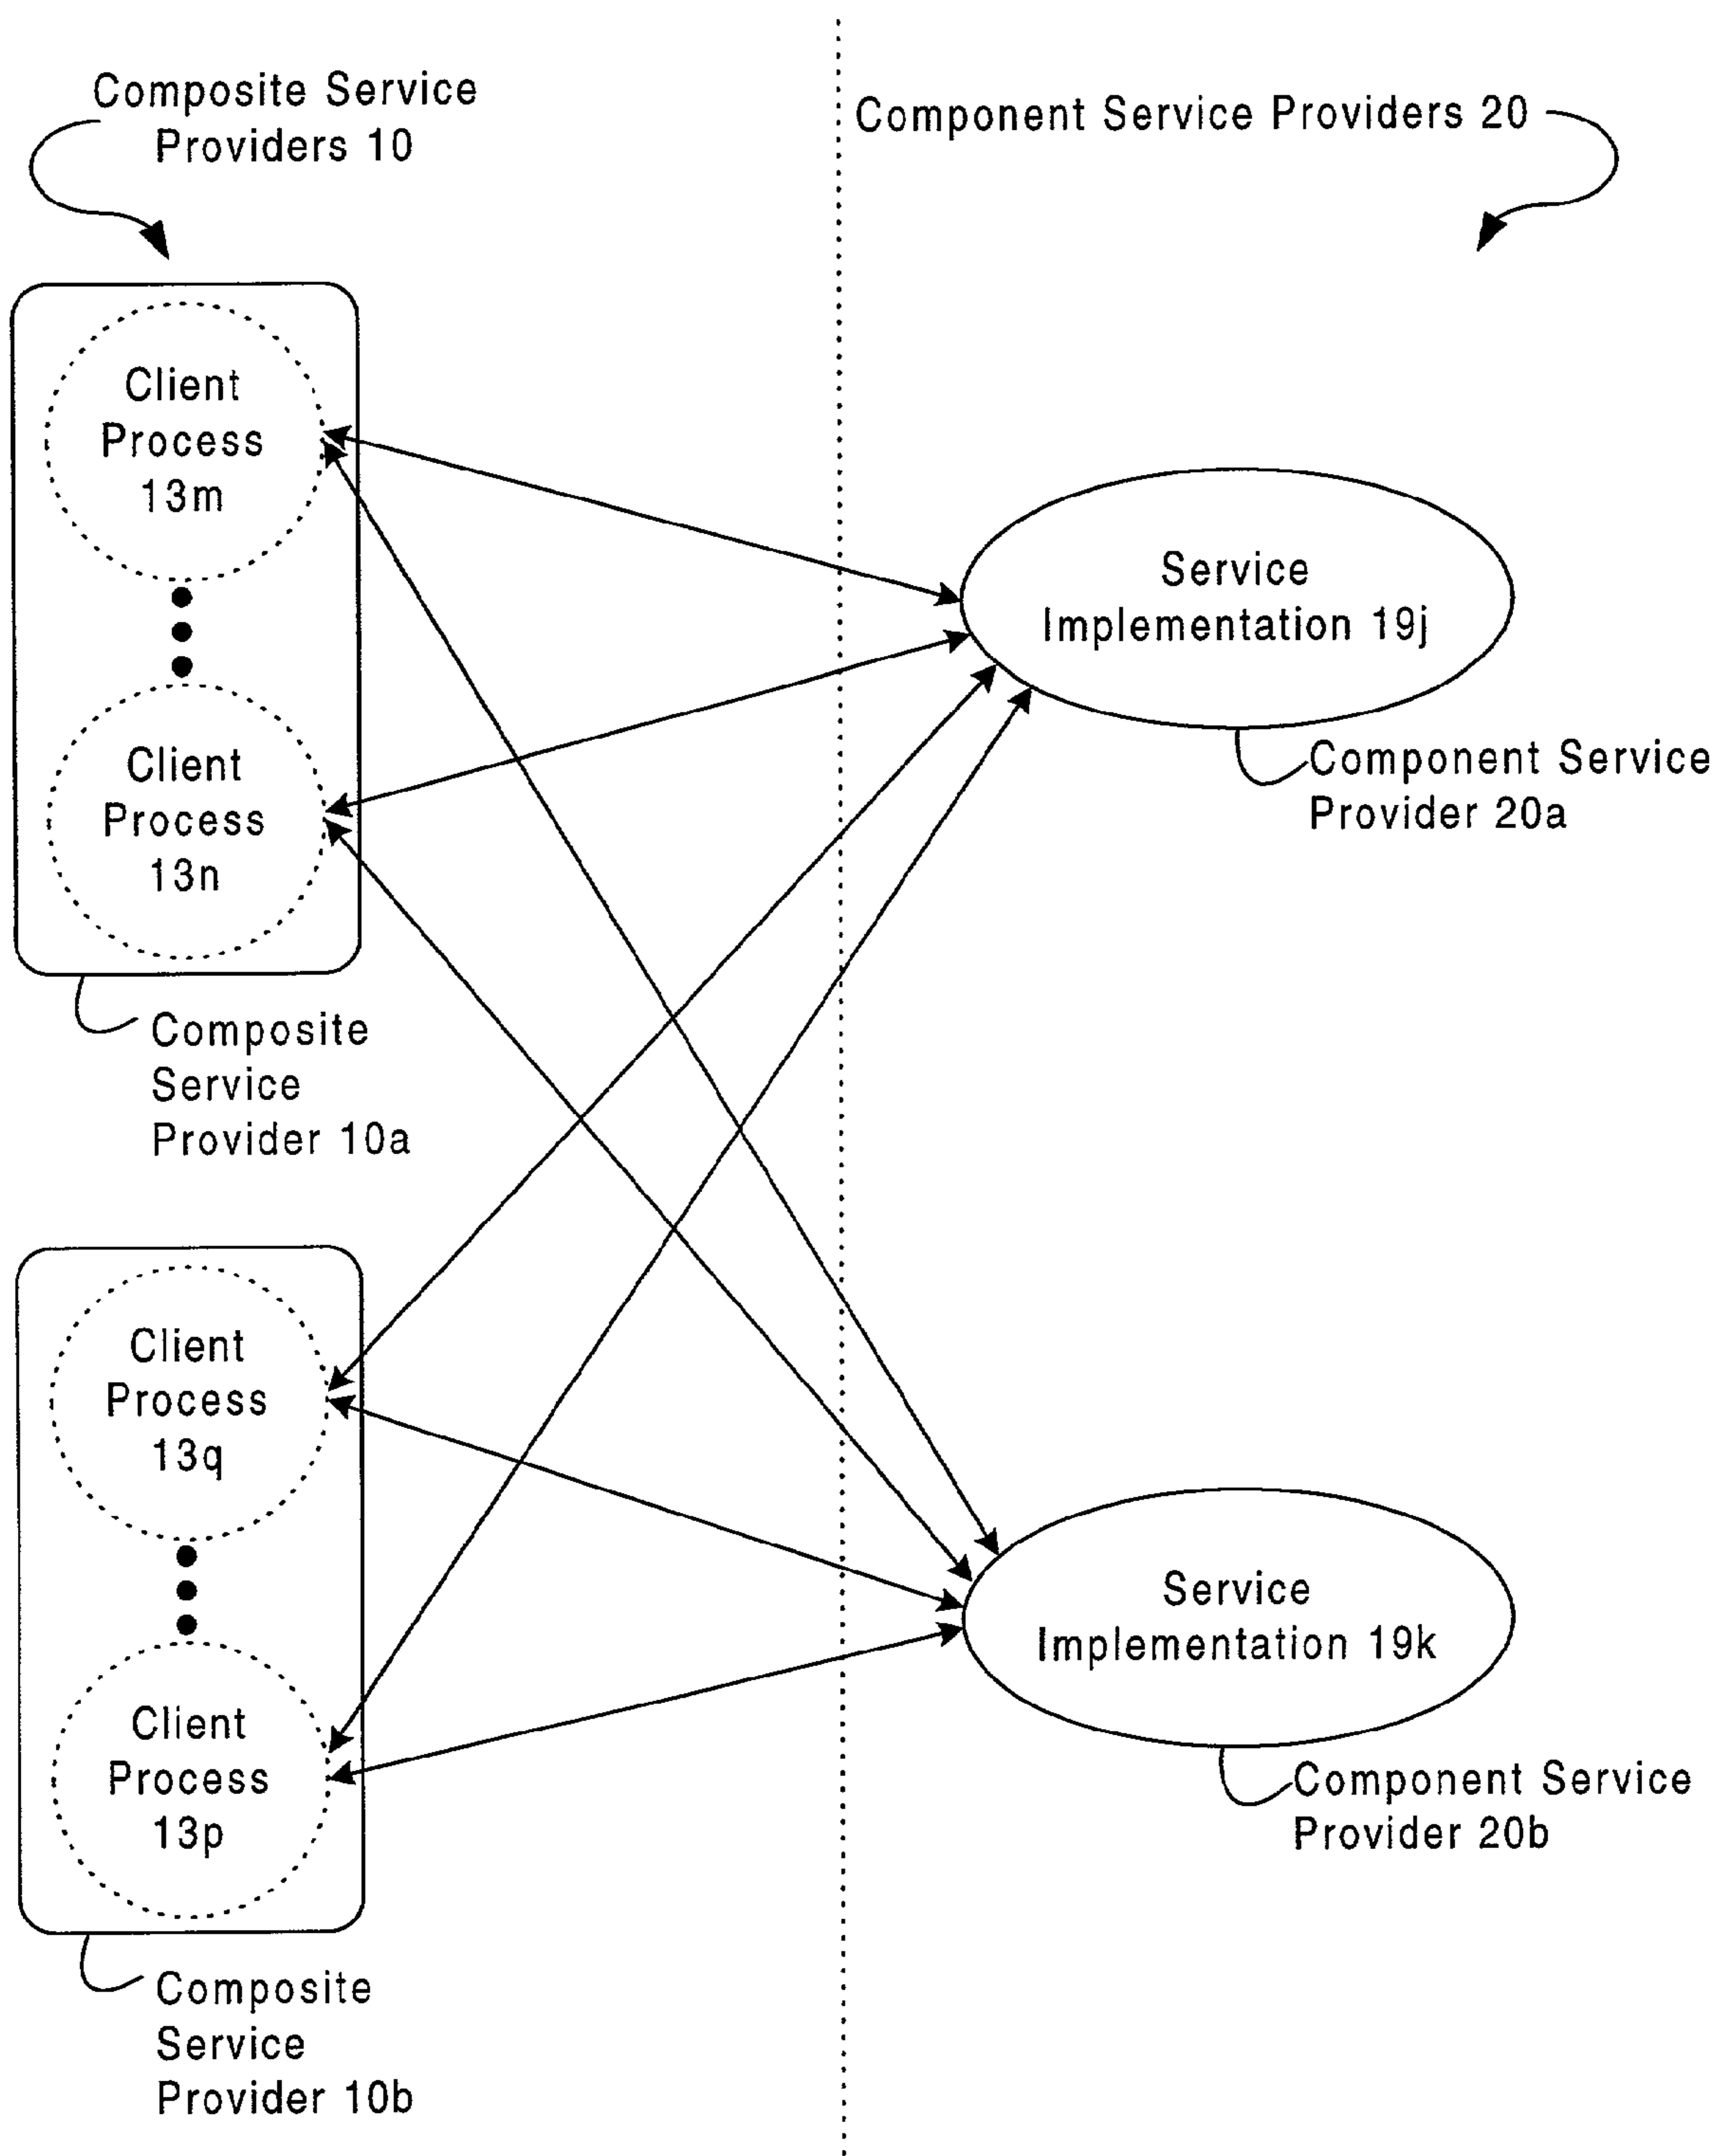 Composite Service
Providers 10
Component Service Providers 20
Client
Process
13m
Client
Process
13n
Composite
Service
Provider 10a
Service
Implementation 19j
Component Service
Provider 20a
Client
Process
13q
Client
Process
13p
Composite
Service
Provider 10b
Service
Implementation 19k
Component Service
Provider 20b